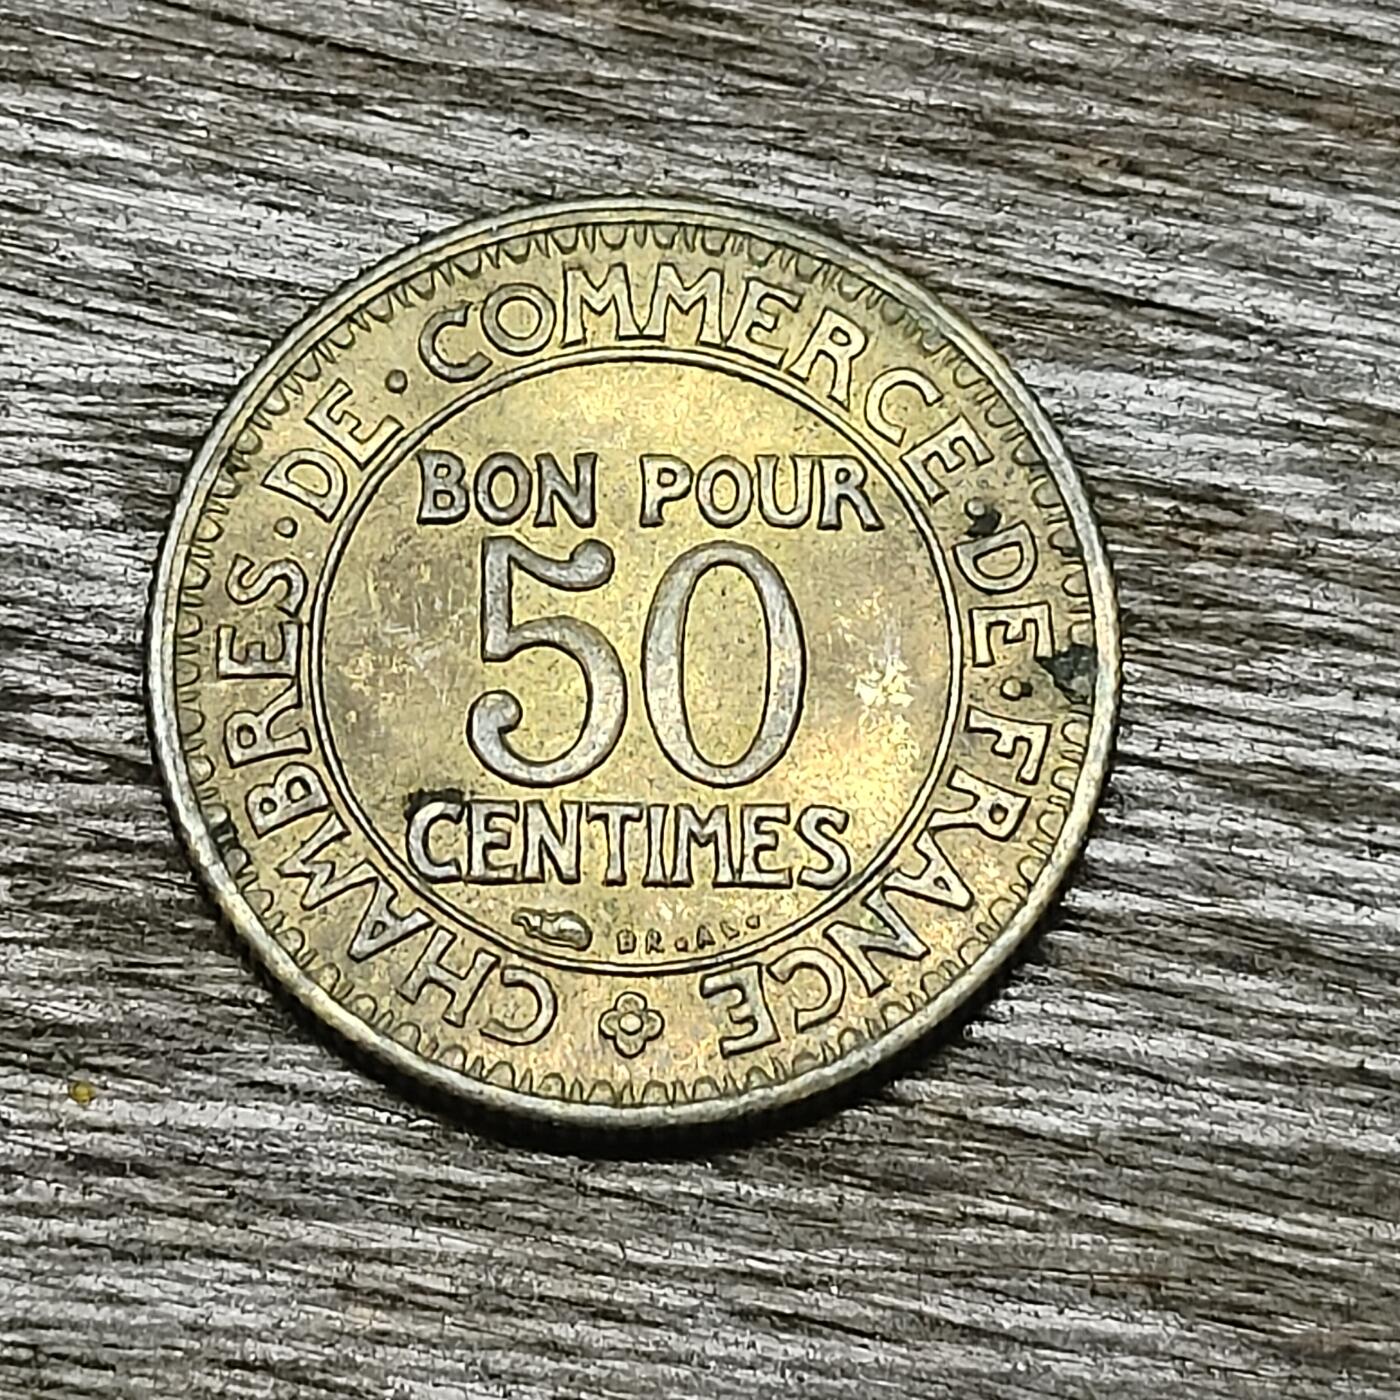 CHAMBRES · DE · COMMERCE · DE · FRANCE
BON POUR
50
CENTIMES
BR. AL.